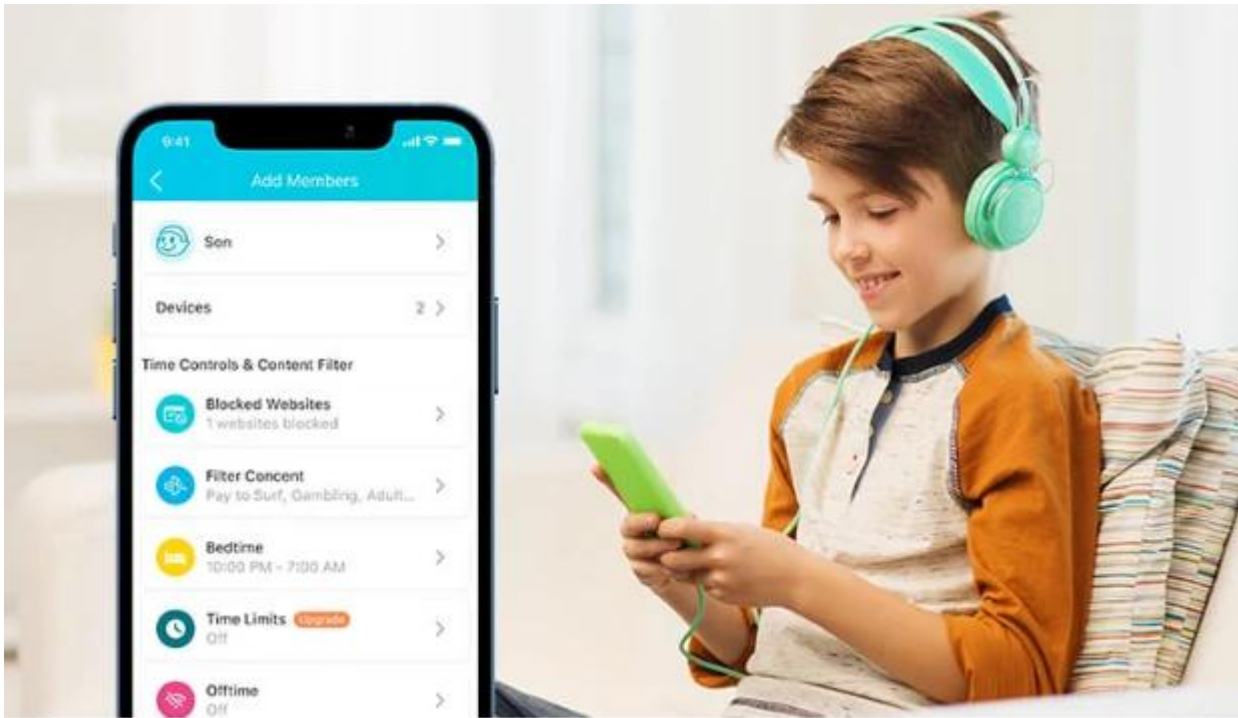 9:41
Add Members
Son
Devices 2
Time Controls & Content Filter
Blocked Websites
1 websites blocked
Filter Concent
Pay to Surf, Gambling, Adult...
Bedtime
10:00 PM - 7:00 AM
Time Limits Upgrade
Off
Offtime
Off